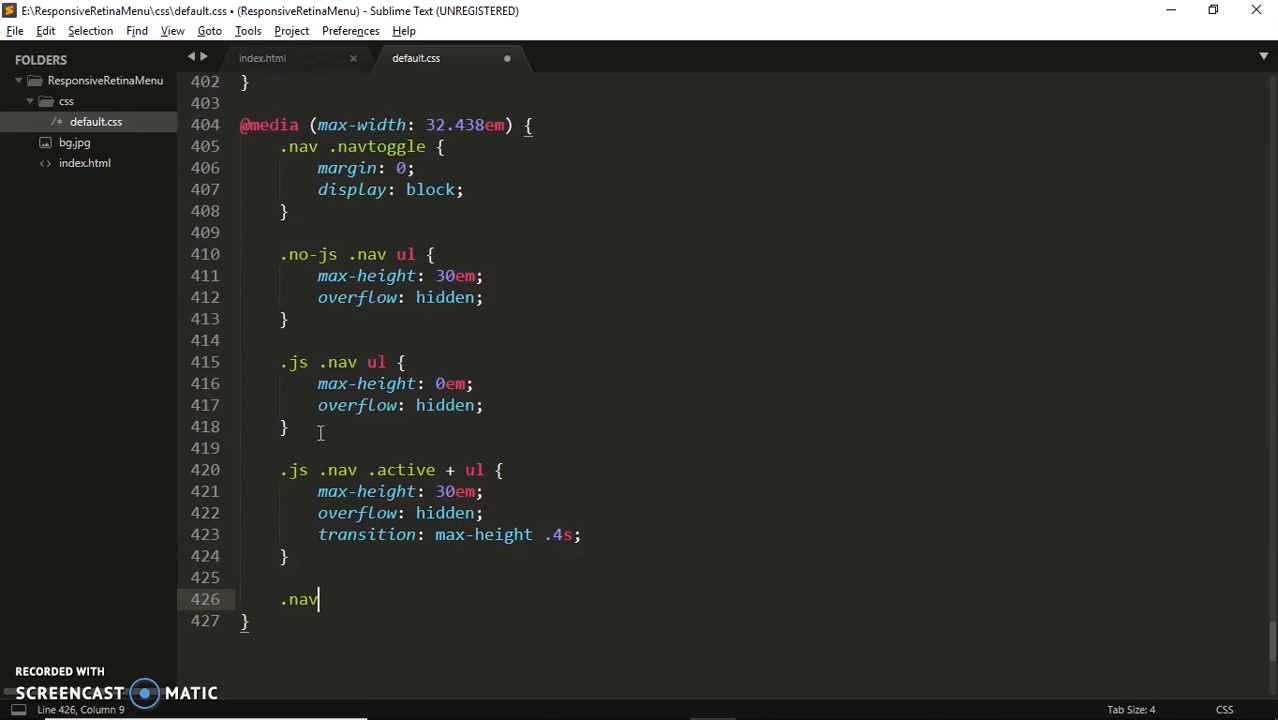 E:\ResponsiveRetinaMenu\css\default.css • (ResponsiveRetinaMenu) - Sublime Text (UNREGISTERED)
File Edit Selection Find View Goto Tools Project Preferences Help
FOLDERS
ResponsiveRetinaMenu
css
/* default.css
bg.jpg
<> index.html
index.html
default.css
402 }
403
404 @media (max-width: 32.438em) {
405 .nav .navtoggle {
406 margin: 0;
407 display: block;
408 }
409
410 .no-js .nav ul {
411 max-height: 30em;
412 overflow: hidden;
413 }
414
415 .js .nav ul {
416 max-height: 0em;
417 overflow: hidden;
418 }
419
420 .js .nav .active + ul {
421 max-height: 30em;
422 overflow: hidden;
423 transition: max-height .4s;
424 }
425
426 .nav
427 }
RECORDED WITH
SCREENCAST MATIC
Line 426, Column 9
Tab Size: 4
CSS